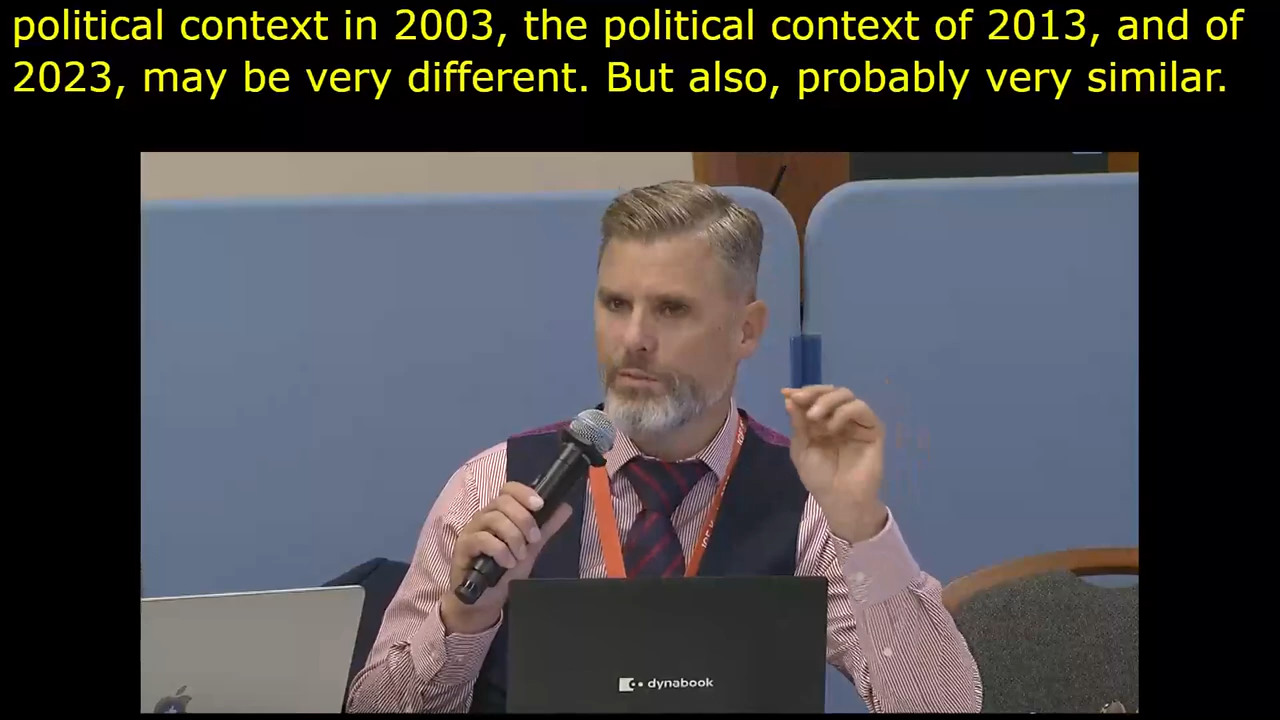 political context in 2003, the political context of 2013, and of
2023, may be very different. But also, probably very similar.
dynabook